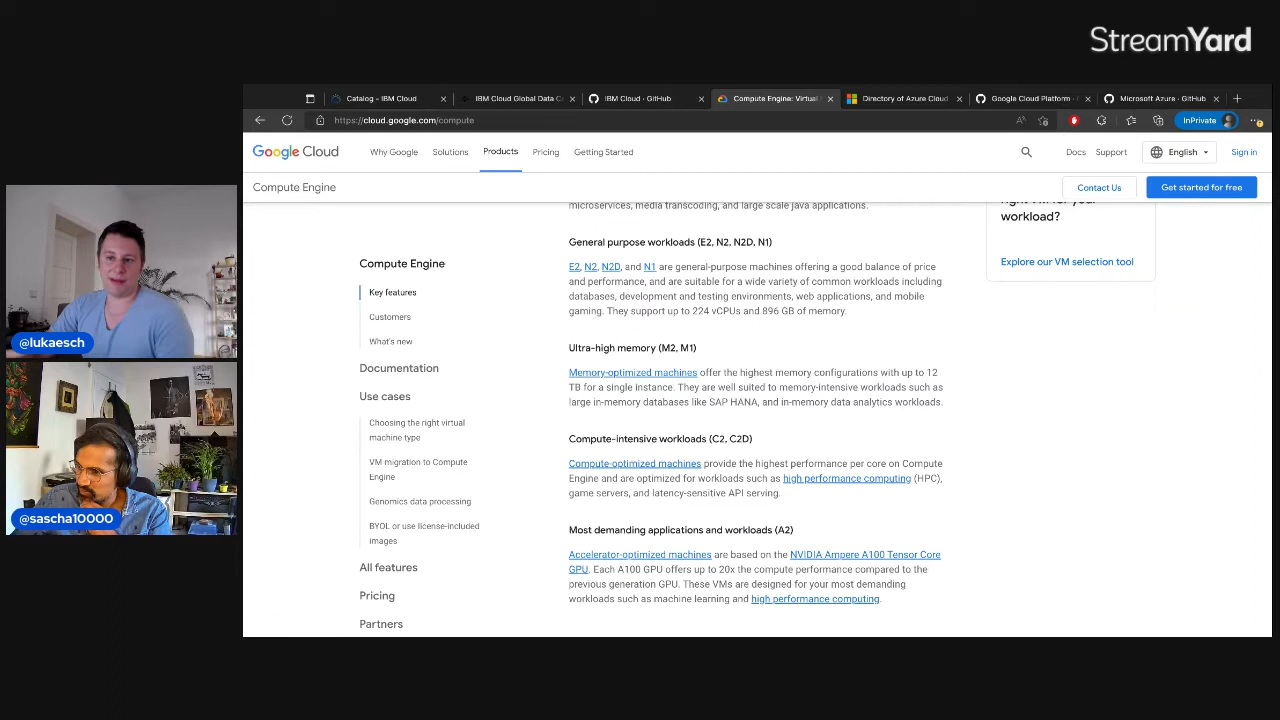 StreamYard
Catalog - IBM Cloud
IBM Cloud Global Data C
IBM Cloud · GitHub
Compute Engine: Virtual
Directory of Azure Cloud
Google Cloud Platform ·
Microsoft Azure · GitHub
https://cloud.google.com/compute
InPrivate
Google Cloud
Why Google
Solutions
Products
Pricing
Getting Started
Docs
Support
English
Sign in
Compute Engine
Contact Us
Get started for free
Compute Engine
Key features
Customers
What's new
Documentation
Use cases
Choosing the right virtual
machine type
VM migration to Compute
Engine
Genomics data processing
BYOL or use license-included
images
All features
Pricing
Partners
microservices, media transcoding, and large scale java applications.
General purpose workloads (E2, N2, N2D, N1)
E2, N2, N2D, and N1 are general-purpose machines offering a good balance of price
and performance, and are suitable for a wide variety of common workloads including
databases, development and testing environments, web applications, and mobile
gaming. They support up to 224 vCPUs and 896 GB of memory.
Ultra-high memory (M2, M1)
Memory-optimized machines offer the highest memory configurations with up to 12
TB for a single instance. They are well suited to memory-intensive workloads such as
large in-memory databases like SAP HANA, and in-memory data analytics workloads.
Compute-intensive workloads (C2, C2D)
Compute-optimized machines provide the highest performance per core on Compute
Engine and are optimized for workloads such as high performance computing (HPC),
game servers, and latency-sensitive API serving.
Most demanding applications and workloads (A2)
Accelerator-optimized machines are based on the NVIDIA Ampere A100 Tensor Core
GPU. Each A100 GPU offers up to 20x the compute performance compared to the
previous generation GPU. These VMs are designed for your most demanding
workloads such as machine learning and high performance computing.
right VM for your
workload?
Explore our VM selection tool
@lukaesch
@sascha10000